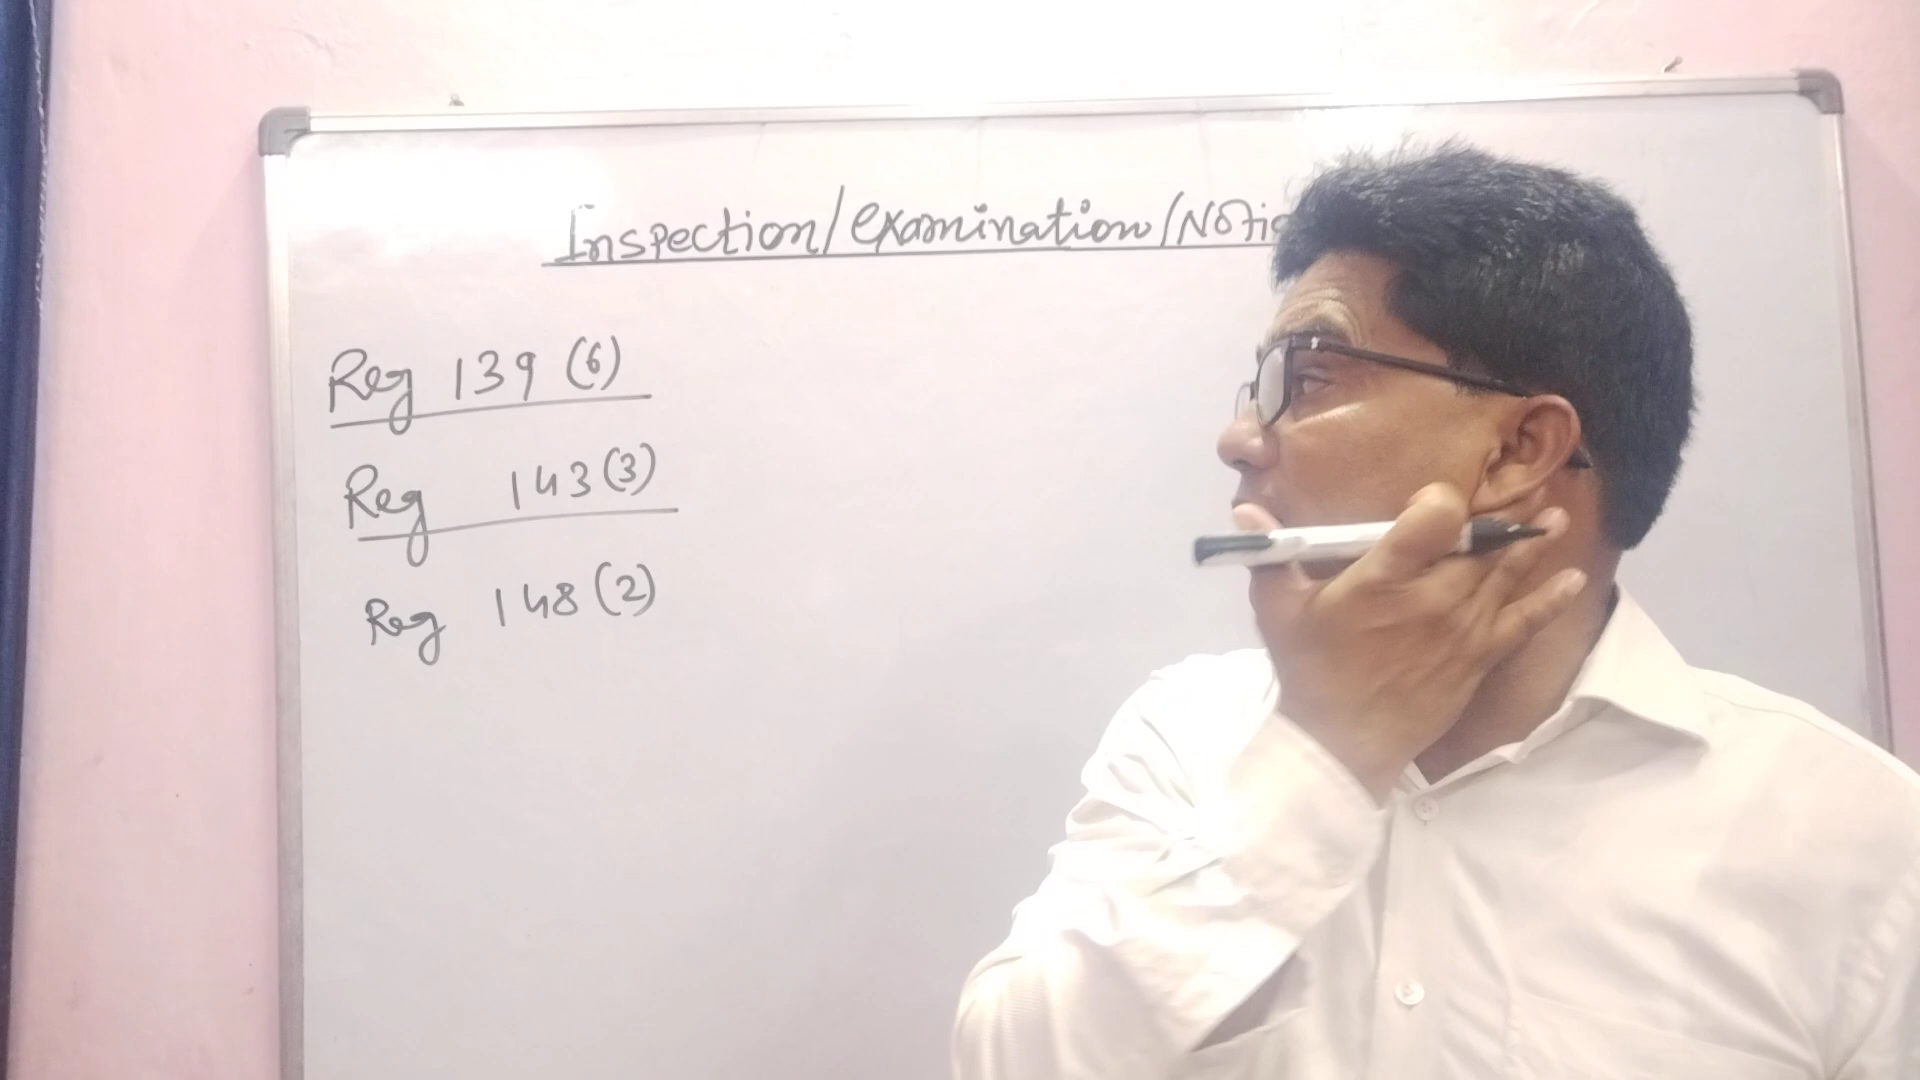 Inspection/examination/
Reg 139 (6)
Reg 143 (3)
Reg 148 (2)